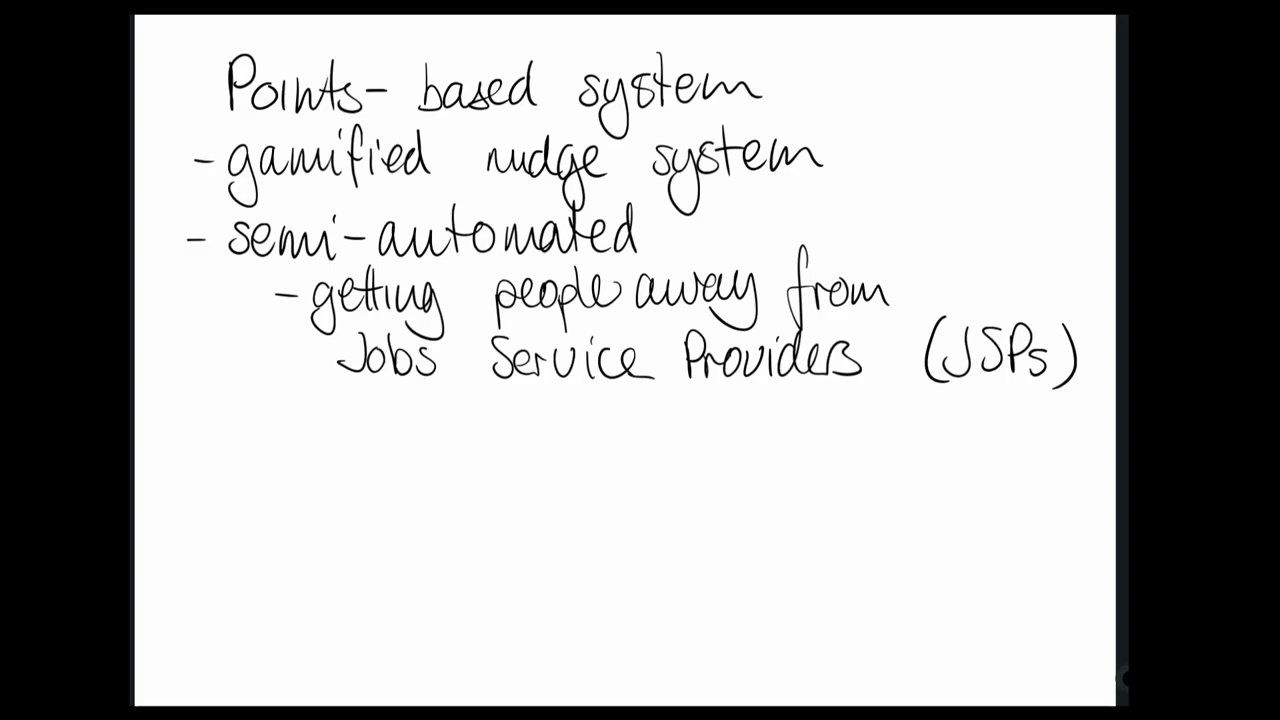 Points-based system
- gamified nudge system
- semi-automated
- getting people away from
Jobs Service Providers (JSPs)